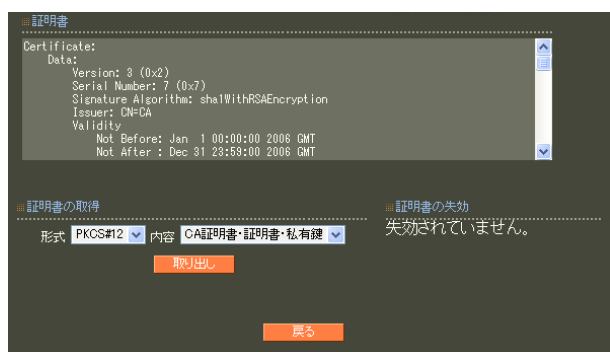 証明書
Certificate:
Data:
Version: 3 (0x2)
Serial Number: 7 (0x7)
Signature Algorithm: sha1WithRSAEncryption
Issuer: CN=CA
Validity
Not Before: Jan  1 00:00:00 2006 GMT
Not After : Dec 31 23:59:00 2006 GMT
証明書の取得
形式 PKCS#12 内容 CA証明書・証明書・私有鍵
取り出し
証明書の失効
失効されていません。
戻る